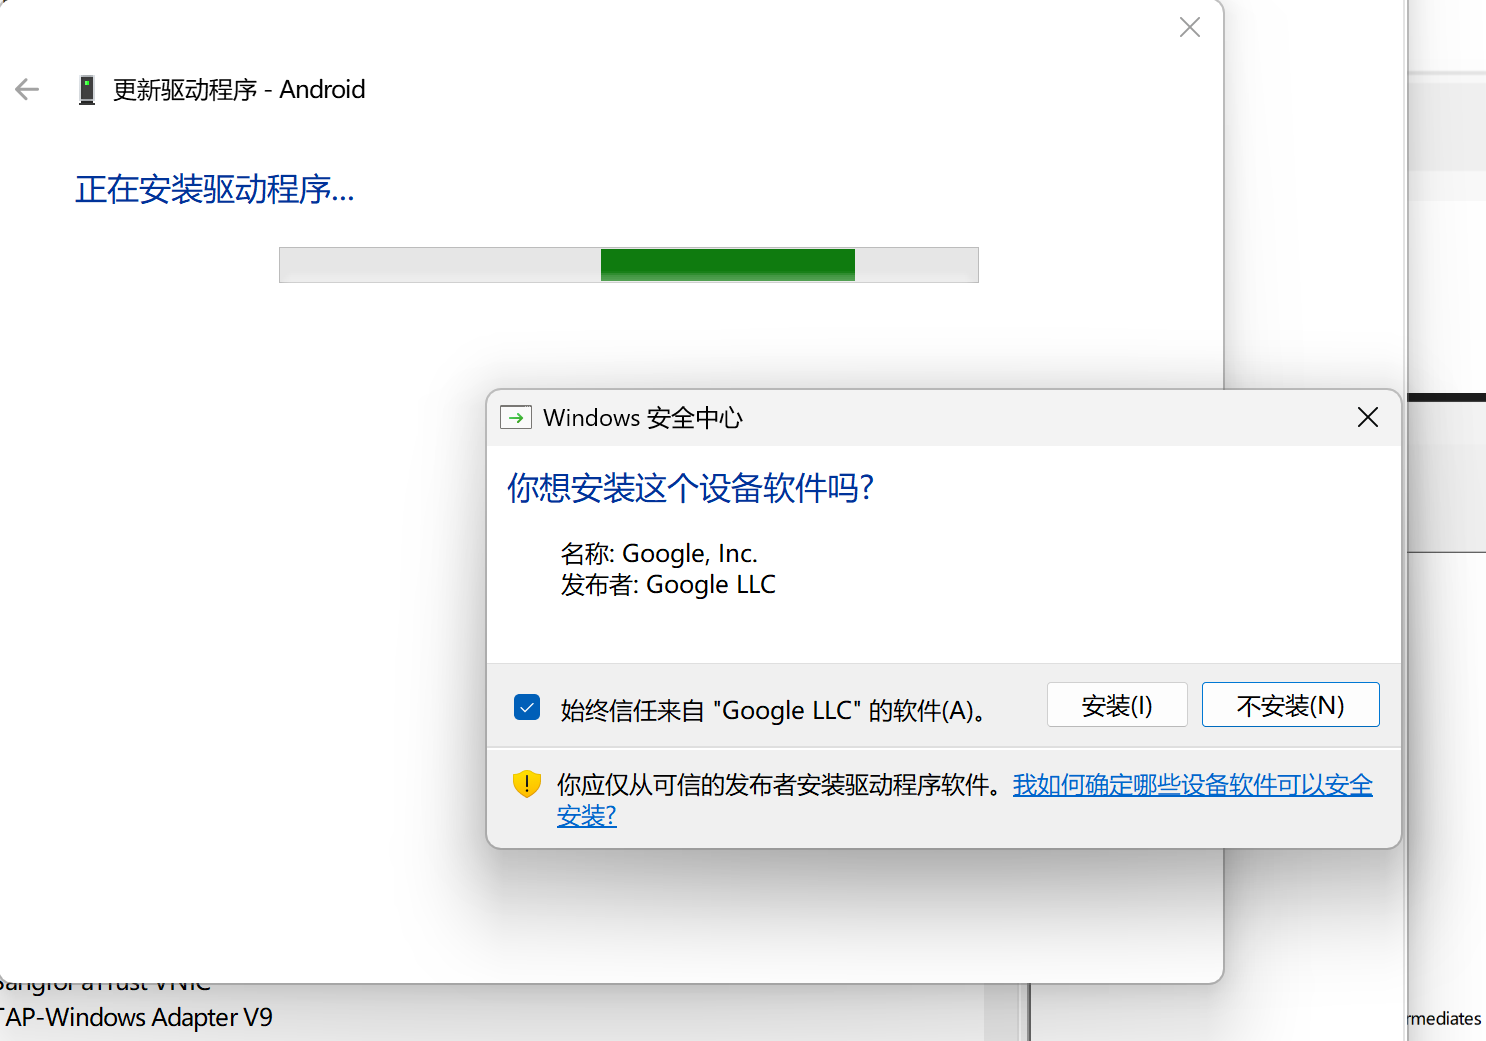 更新驱动程序 - Android
正在安装驱动程序...
Windows 安全中心
你想安装这个设备软件吗?
名称: Google, Inc.
发布者: Google LLC
始终信任来自 "Google LLC" 的软件(A)。
安装(I)
不安装(N)
你应仅从可信的发布者安装驱动程序软件。我如何确定哪些设备软件可以安全
安装?
Sangfor aTrust VNIC
TAP-Windows Adapter V9
rmediates